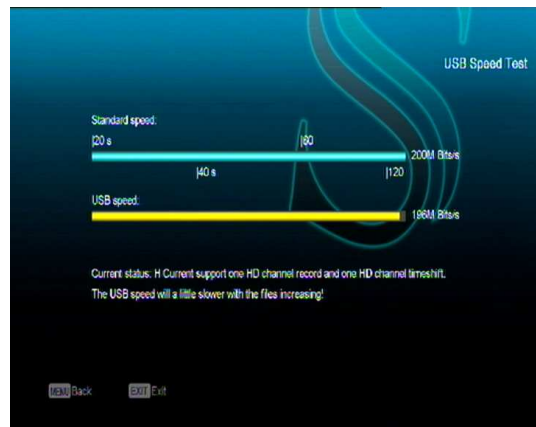 USB Speed Test
Standard speed:
|20 s |60
200M Bits/s
|40 s |120
USB speed.
196M Bits/s
Current status: H Current support one HD channel record and one HD channel timeshift.
The USB speed will a little slower with the files increasing!
MENU Back EXIT Exit